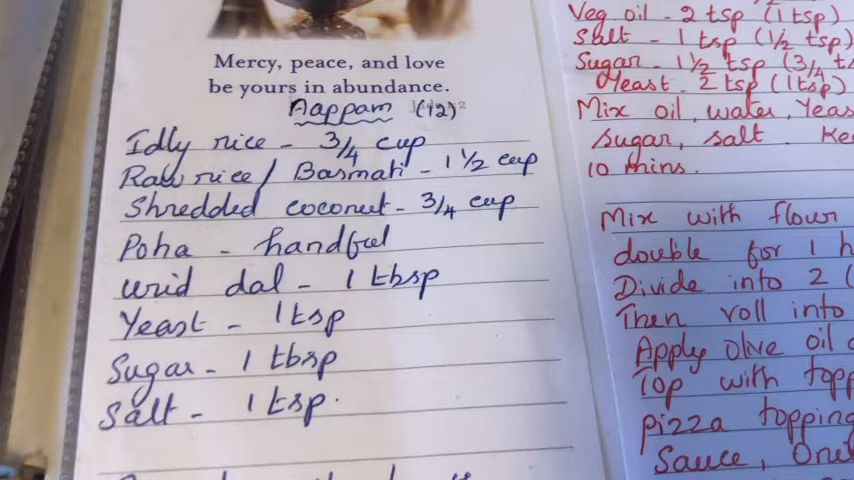 Mercy, peace, and love
be yours in abundance.
Aappam (12)
Idly rice - 3/4 cup
Raw rice / Basmati - 1 1/2 cup
Shredded coconut - 3/4 cup
Poha - handful
urid dal - 1 tbsp
Yeast - 1 tsp
Sugar - 1 tbsp
Salt - 1 tsp.
Veg oil - 2 tsp (1 tsp)
Salt - 1 tsp (1/2 tsp)
Sugar - 1 1/2 tsp (3/4 t
Yeast - 2 tsp (1 tsp)
Mix oil, water, Yeas
Sugar, salt. Ke
10 mins.
Mix with flour
double for 1 h
Divide into 2 (
Then roll into
Apply Olive oil
Top with topp
pizza topping
Sauce, Oni